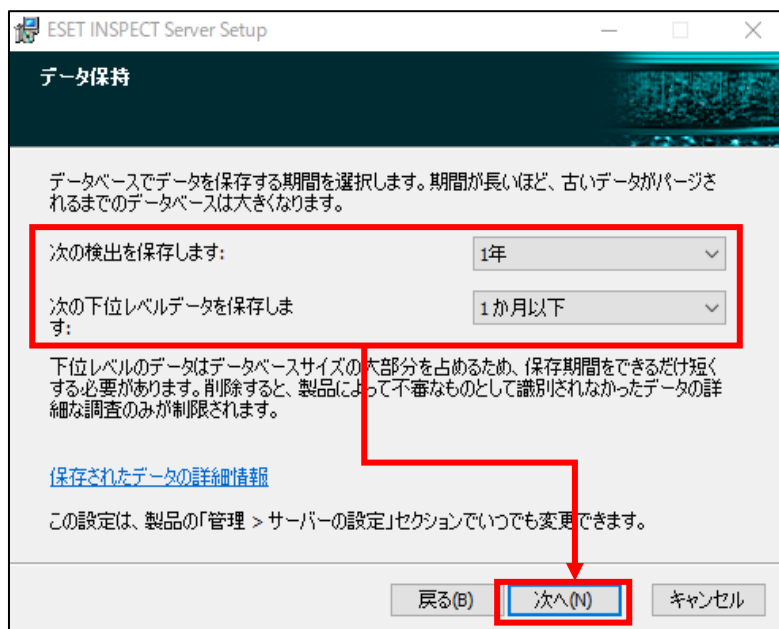 ESET INSPECT Server Setup
データ保持
データベースでデータを保存する期間を選択します。期間が長いほど、古いデータがパージさ
れるまでのデータベースは大きくなります。
次の検出を保存します:
1年
次の下位レベルデータを保存しま
す:
1か月以下
下位レベルのデータはデータベースサイズの大部分を占めるため、保存期間をできるだけ短く
する必要があります。削除すると、製品によって不審なものとして識別されなかったデータの詳
細な調査のみが制限されます。
保存されたデータの詳細情報
この設定は、製品の「管理 > サーバーの設定」セクションでいつでも変更できます。
戻る(B)
次へ(N)
キャンセル